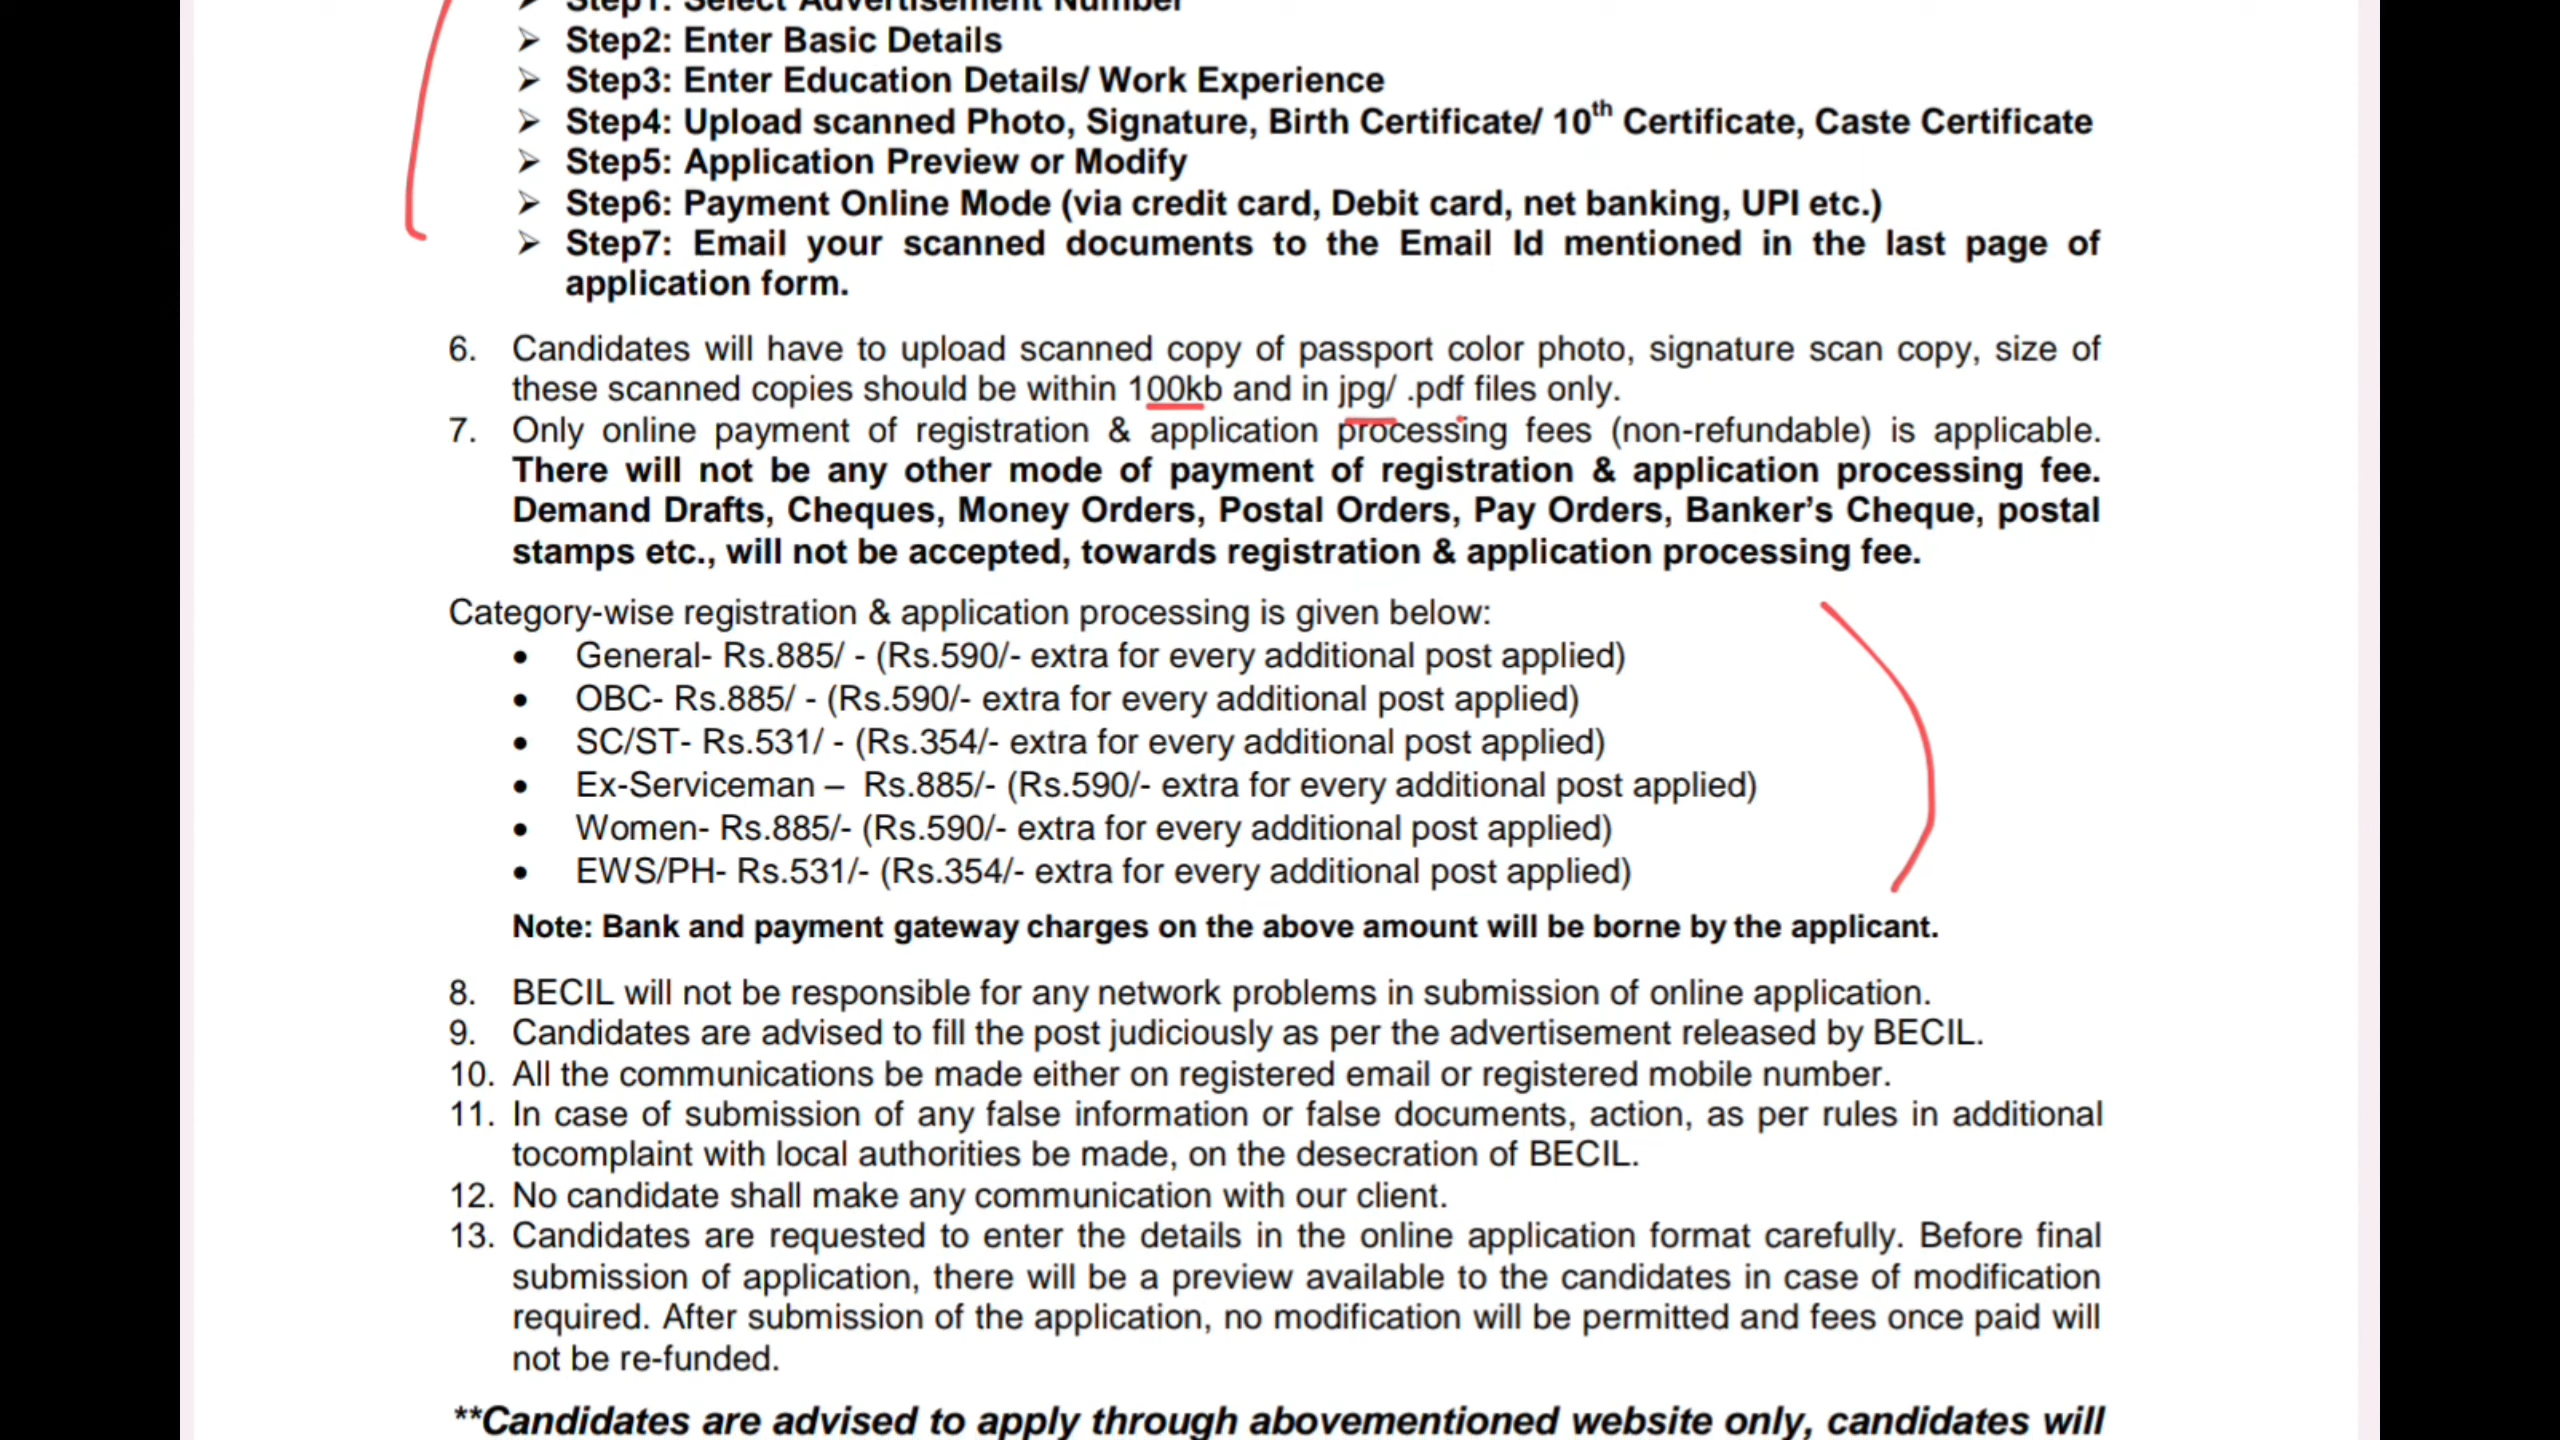 ➢ Step1: Select Advertisement Number
➢ Step2: Enter Basic Details
➢ Step3: Enter Education Details/ Work Experience
➢ Step4: Upload scanned Photo, Signature, Birth Certificate/ 10th Certificate, Caste Certificate
➢ Step5: Application Preview or Modify
➢ Step6: Payment Online Mode (via credit card, Debit card, net banking, UPI etc.)
➢ Step7: Email your scanned documents to the Email Id mentioned in the last page of
application form.
6. Candidates will have to upload scanned copy of passport color photo, signature scan copy, size of
these scanned copies should be within 100kb and in jpg/ .pdf files only.
7. Only online payment of registration & application processing fees (non-refundable) is applicable.
There will not be any other mode of payment of registration & application processing fee.
Demand Drafts, Cheques, Money Orders, Postal Orders, Pay Orders, Banker’s Cheque, postal
stamps etc., will not be accepted, towards registration & application processing fee.
Category-wise registration & application processing is given below:
• General- Rs.885/ - (Rs.590/- extra for every additional post applied)
• OBC- Rs.885/ - (Rs.590/- extra for every additional post applied)
• SC/ST- Rs.531/ - (Rs.354/- extra for every additional post applied)
• Ex-Serviceman – Rs.885/- (Rs.590/- extra for every additional post applied)
• Women- Rs.885/- (Rs.590/- extra for every additional post applied)
• EWS/PH- Rs.531/- (Rs.354/- extra for every additional post applied)
Note: Bank and payment gateway charges on the above amount will be borne by the applicant.
8. BECIL will not be responsible for any network problems in submission of online application.
9. Candidates are advised to fill the post judiciously as per the advertisement released by BECIL.
10. All the communications be made either on registered email or registered mobile number.
11. In case of submission of any false information or false documents, action, as per rules in additional
tocomplaint with local authorities be made, on the desecration of BECIL.
12. No candidate shall make any communication with our client.
13. Candidates are requested to enter the details in the online application format carefully. Before final
submission of application, there will be a preview available to the candidates in case of modification
required. After submission of the application, no modification will be permitted and fees once paid will
not be re-funded.
**Candidates are advised to apply through abovementioned website only, candidates will